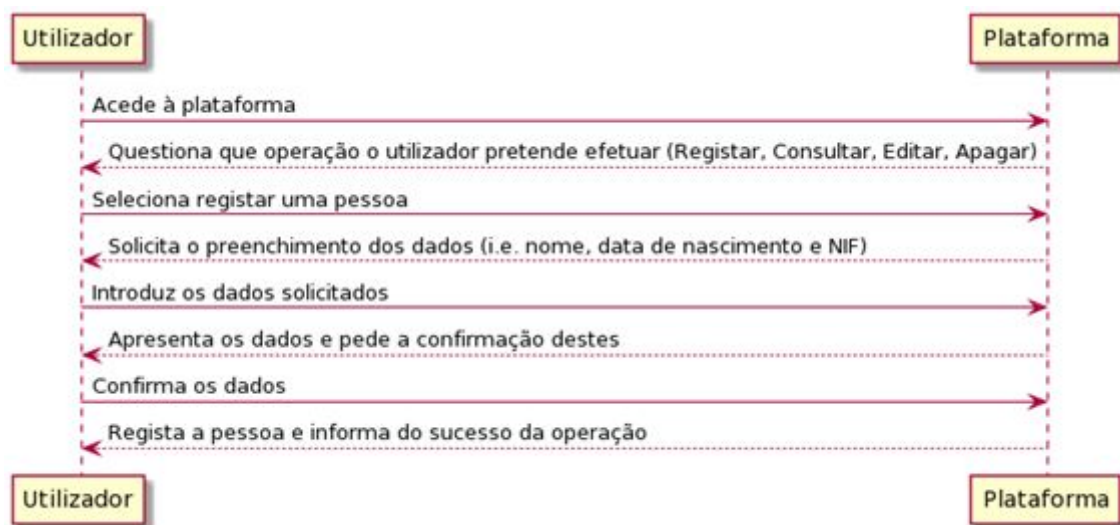 Utilizador Plataforma
Acede à plataforma
Questiona que operação o utilizador pretende efetuar (Registar, Consultar, Editar, Apagar)
Seleciona registar uma pessoa
Solicita o preenchimento dos dados (i.e. nome, data de nascimento e NIF)
Introduz os dados solicitados
Apresenta os dados e pede a confirmação destes
Confirma os dados
Regista a pessoa e informa do sucesso da operação
Utilizador Plataforma